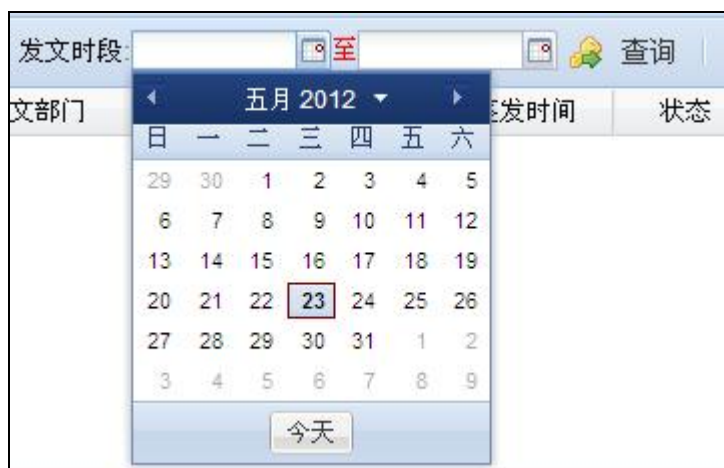 发文时段: 至 查询
文部门 发时间 状态
五月 2012
日 一 二 三 四 五 六
29 30 1 2 3 4 5
6 7 8 9 10 11 12
13 14 15 16 17 18 19
20 21 22 23 24 25 26
27 28 29 30 31 1 2
3 4 5 6 7 8 9
今天